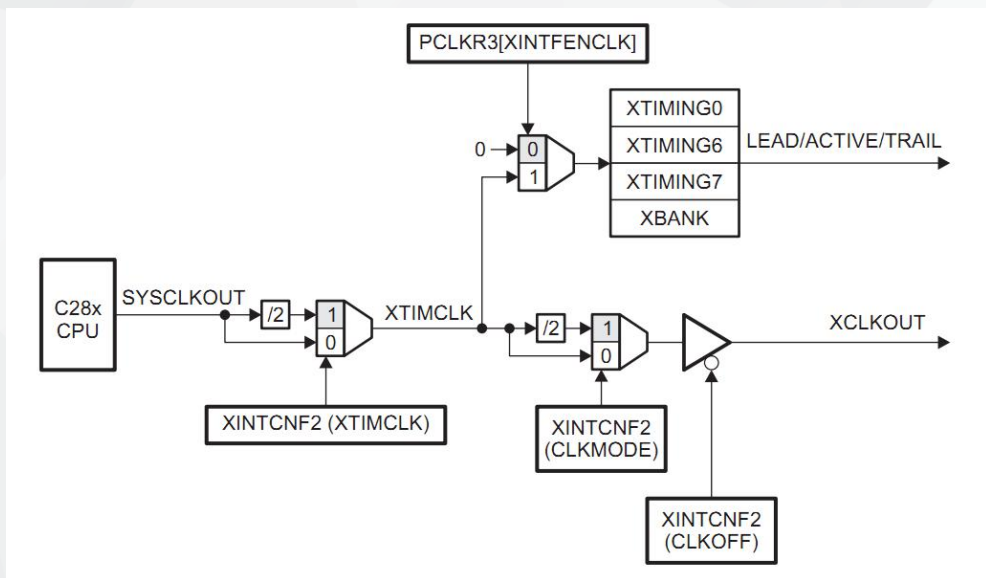 PCLKR3[XINTFENCLK]
XTIMING0
0
0
XTIMING6
LEAD/ACTIVE/TRAIL
1
XTIMING7
XBANK
C28x
CPU
SYSCLKOUT
/2
1
0
XTIMCLK
/2
1
0
XCLKOUT
XINTCNF2 (XTIMCLK)
XINTCNF2
(CLKMODE)
XINTCNF2
(CLKOFF)